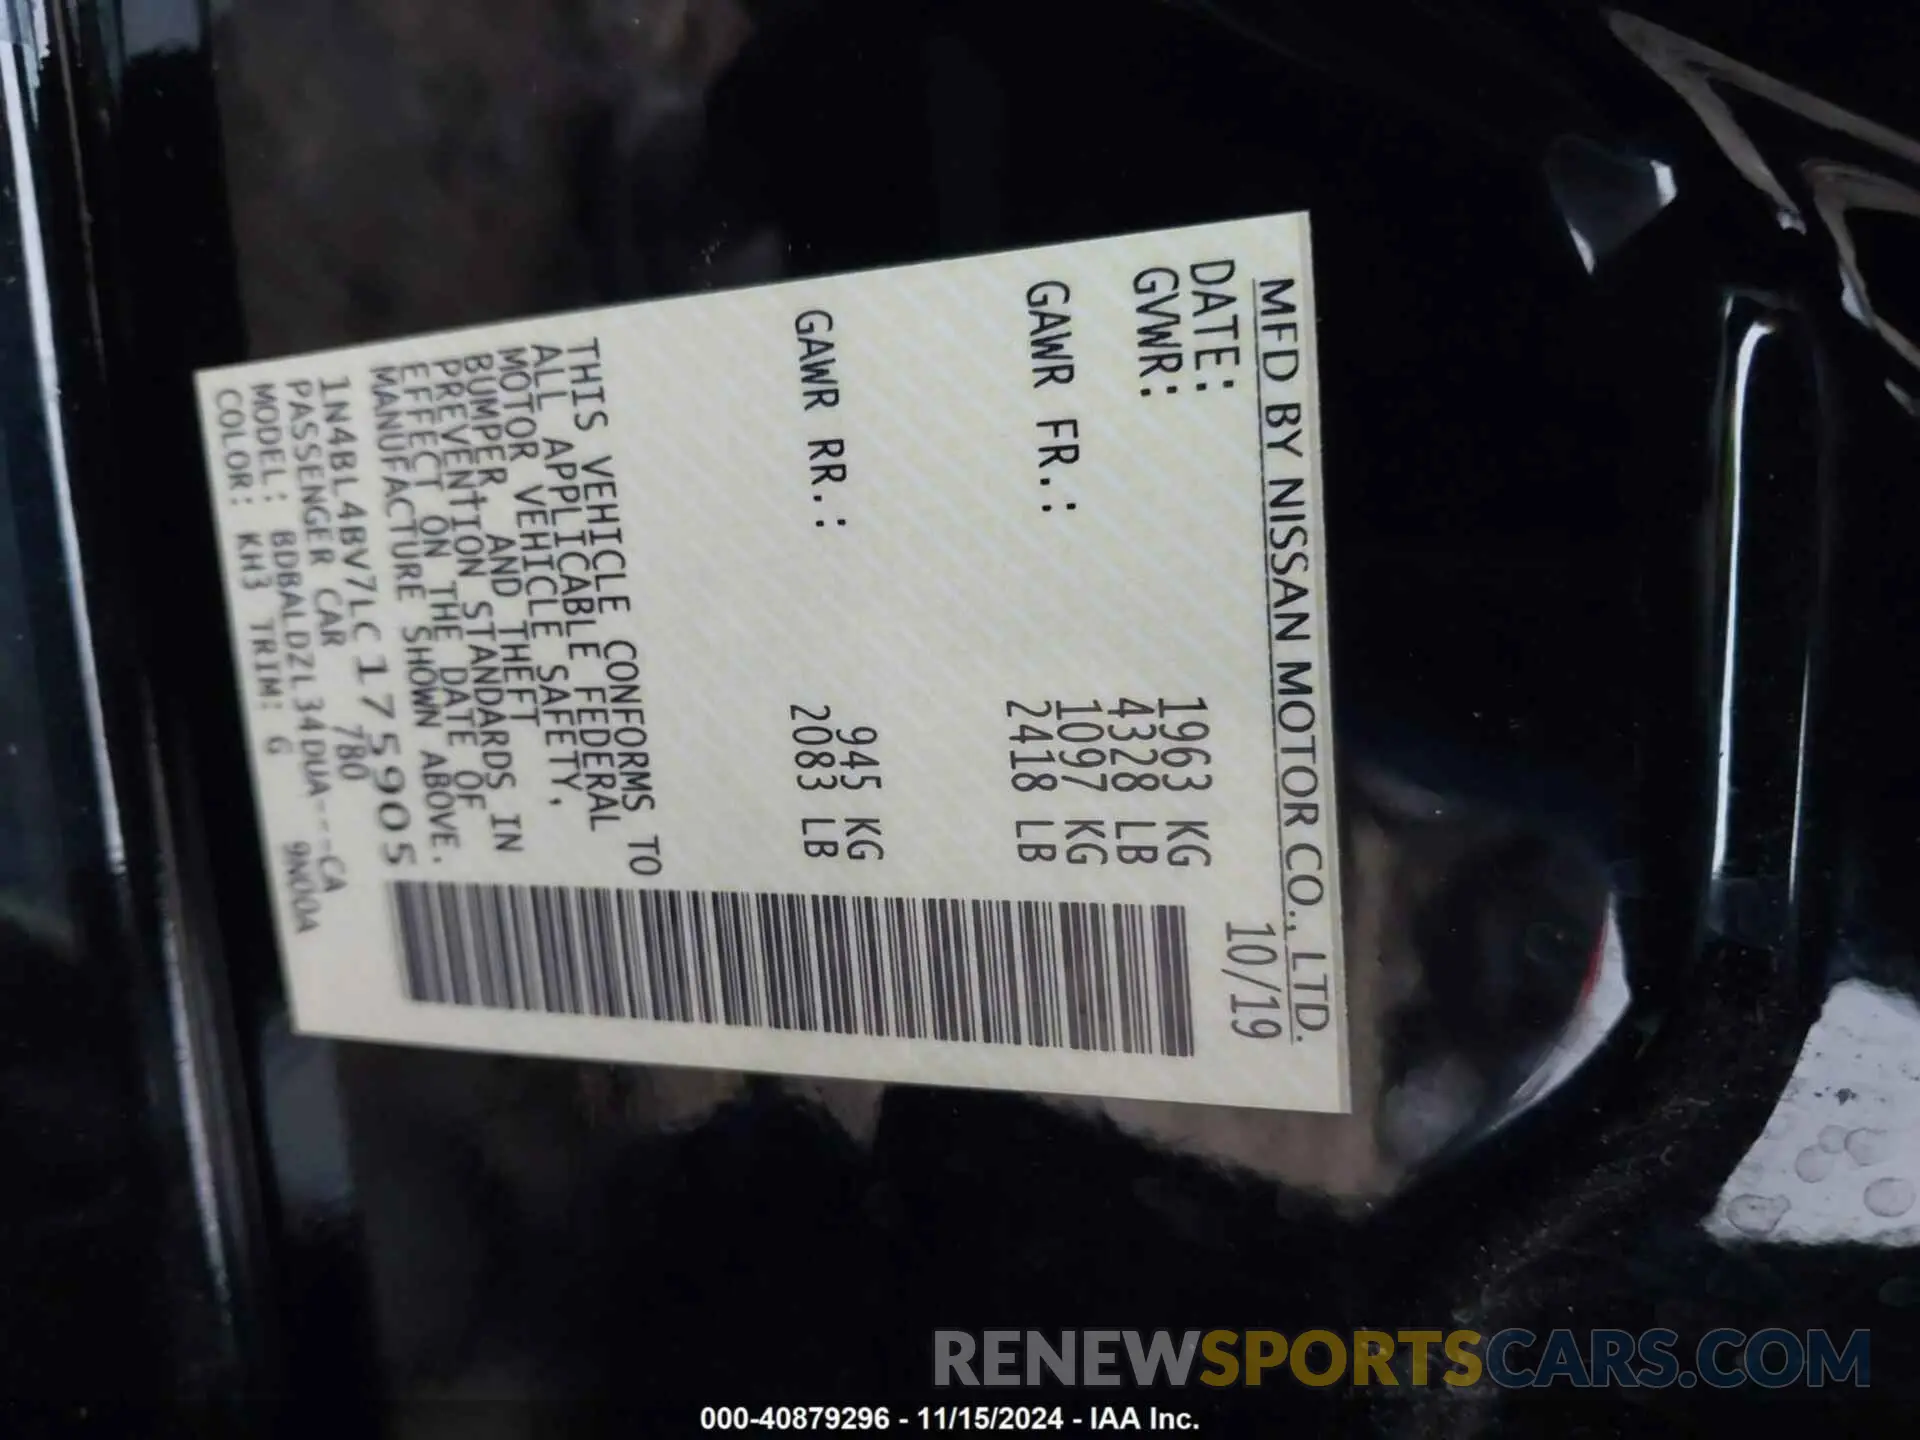 MFD BY NISSAN MOTOR CO., LTD.
DATE: 10/19
GVWR: 1963 KG
4328 LB
GAWR FR.: 1097 KG
2418 LB
GAWR RR.: 945 KG
2083 LB
THIS VEHICLE CONFORMS TO
ALL APPLICABLE FEDERAL
MOTOR VEHICLE SAFETY,
BUMPER, AND THEFT
PREVENTION STANDARDS IN
EFFECT ON THE DATE OF
MANUFACTURE SHOWN ABOVE.
1N4BL4BV7LC175905
PASSENGER CAR 780
MODEL: BDBALDZL34DUA---CA
COLOR: KH3 TRIM: G 9N00A
RENEWSPORTSCARS.COM
000-40879296 - 11/15/2024 - IAA Inc.